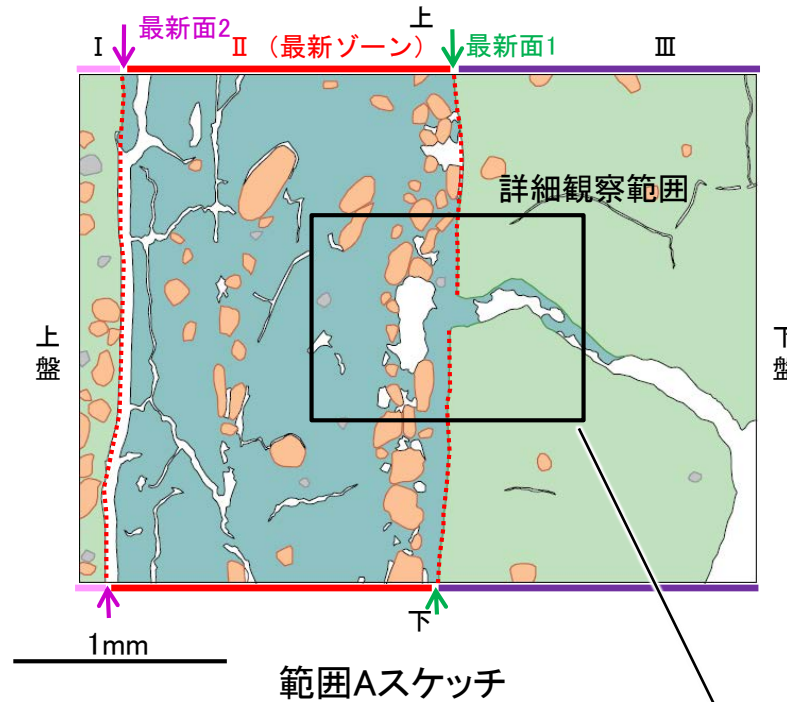 上
最新面2
最新面1
Ⅰ
Ⅱ（最新ゾーン）
Ⅲ
詳細観察範囲
上盤
下盤
下
1mm
範囲Aスケッチ